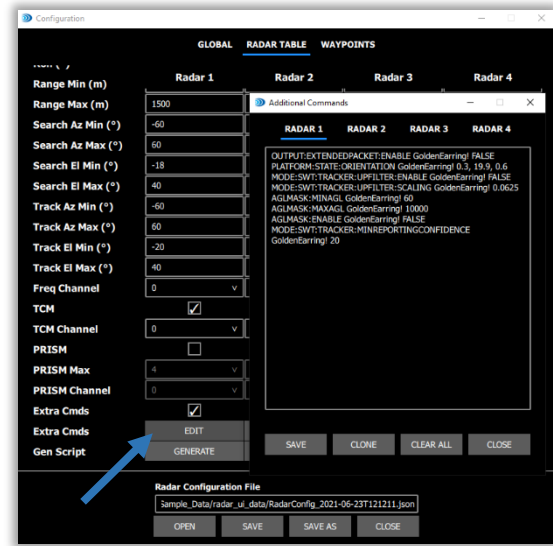 Configuration
GLOBAL RADAR TABLE WAYPOINTS
Radar 1 Radar 2 Radar 3 Radar 4
Range Min (m)
Range Max (m) 1500
Search Az Min (°) -60
Search Az Max (°) 60
Search El Min (°) -18
Search El Max (°) 40
Track Az Min (°) -60
Track Az Max (°) 60
Track El Min (°) -20
Track El Max (°) 40
Freq Channel 0
TCM
TCM Channel 0
PRISM
PRISM Max 4
PRISM Channel 0
Extra Cmds
Extra Cmds EDIT
Gen Script GENERATE
Additional Commands
RADAR 1 RADAR 2 RADAR 3 RADAR 4
OUTPUT:EXTENDEDPACKET:ENABLE GoldenEarring! FALSE
PLATFORM:STATE:ORIENTATION GoldenEarring! 0.3, 19.9, 0.6
MODE:SWT:TRACKER:UPFILTER:ENABLE GoldenEarring! FALSE
MODE:SWT:TRACKER:UPFILTER:SCALING GoldenEarring! 0.0625
AGLMASK:MINAGL GoldenEarring! 60
AGLMASK:MAXAGL GoldenEarring! 10000
AGLMASK:ENABLE GoldenEarring! FALSE
MODE:SWT:TRACKER:MINREPORTINGCONFIDENCE
GoldenEarring! 20
SAVE CLONE CLEAR ALL CLOSE
Radar Configuration File
Sample_Data/radar_ui_data/RadarConfig_2021-06-23T121211.json
OPEN SAVE SAVE AS CLOSE